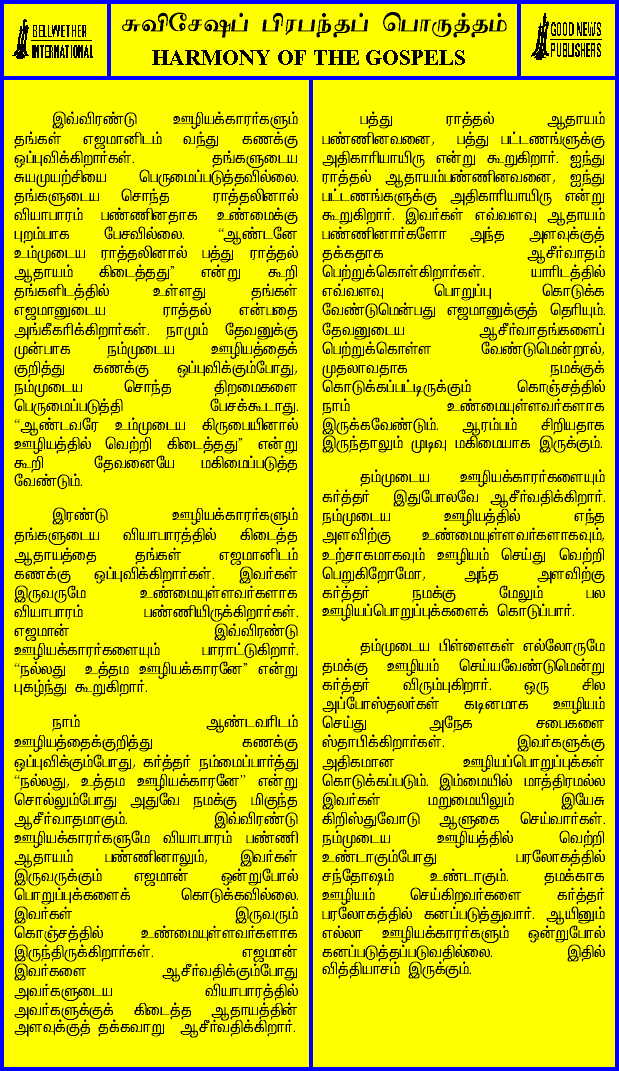 BELLWETHER
INTERNATIONAL
சுவிசேஷப் பிரபந்தப் பொருத்தம்
HARMONY OF THE GOSPELS
GOOD NEWS
PUBLISHERS
இவ்விரண்டு ஊழியக்காரர்களும்
தங்கள் எஜமானிடம் வந்து கணக்கு
ஒப்புவிக்கிறார்கள். தங்களுடைய
சுயமுயற்சியை பெருமைப்படுத்தவில்லை.
தங்களுடைய சொந்த ராத்தலினால்
வியாபாரம் பண்ணினதாக உண்மைக்கு
புறம்பாக பேசவில்லை. “ஆண்டனே
உம்முடைய ராத்தலினால் பத்து ராத்தல்
ஆதாயம் கிடைத்தது” என்று கூறி
தங்களிடத்தில் உள்ளது தங்கள்
எஜமானுடைய ராத்தல் என்பதை
அங்கீகரிக்கிறார்கள். நாமும் தேவனுக்கு
முன்பாக நம்முடைய ஊழியத்தைக்
குறித்து கணக்கு ஒப்புவிக்கும்போது,
நம்முடைய சொந்த திறமைகளை
பெருமைப்படுத்தி பேசக்கூடாது.
“ஆண்டவரே உம்முடைய கிருபையினால்
ஊழியத்தில் வெற்றி கிடைத்தது” என்று
கூறி தேவனையே மகிமைப்படுத்த
வேண்டும்.
இரண்டு ஊழியக்காரர்களும்
தங்களுடைய வியாபாரத்தில் கிடைத்த
ஆதாயத்தை தங்கள் எஜமானிடம்
கணக்கு ஒப்புவிக்கிறார்கள். இவர்கள்
இருவருமே உண்மையுள்ளவர்களாக
வியாபாரம் பண்ணியிருக்கிறார்கள்.
எஜமான் இவ்விரண்டு
ஊழியக்காரர்களையும் பாராட்டுகிறார்.
“நல்லது உத்தம ஊழியக்காரனே” என்று
புகழ்ந்து கூறுகிறார்.
நாம் ஆண்டவரிடம்
ஊழியத்தைக்குறித்து கணக்கு
ஒப்புவிக்கும்போது, கர்த்தர் நம்மைப்பார்த்து
“நல்லது, உத்தம ஊழியக்காரனே” என்று
சொல்லும்போது அதுவே நமக்கு மிகுந்த
ஆசீர்வாதமாகும். இவ்விரண்டு
ஊழியக்காரர்களுமே வியாபாரம் பண்ணி
ஆதாயம் பண்ணினாலும், இவர்கள்
இருவருக்கும் எஜமான் ஒன்றுபோல்
பொறுப்புக்களைக் கொடுக்கவில்லை.
இவர்கள் இருவரும்
கொஞ்சத்தில் உண்மையுள்ளவர்களாக
இருந்திருக்கிறார்கள். எஜமான்
இவர்களை ஆசீர்வதிக்கும்போது
அவர்களுடைய வியாபாரத்தில்
அவர்களுக்குக் கிடைத்த ஆதாயத்தின்
அளவுக்குத் தக்கவாறு ஆசீர்வதிக்கிறார்.
பத்து ராத்தல் ஆதாயம்
பண்ணினவனை, பத்து பட்டணங்களுக்கு
அதிகாரியாயிரு என்று கூறுகிறார். ஐந்து
ராத்தல் ஆதாயம்பண்ணினவனை, ஐந்து
பட்டணங்களுக்கு அதிகாரியாயிரு என்று
கூறுகிறார். இவர்கள் எவ்வளவு ஆதாயம்
பண்ணினார்களோ அந்த அளவுக்குத்
தக்கதாக ஆசீர்வாதம்
பெற்றுக்கொள்கிறார்கள். யாரிடத்தில்
எவ்வளவு பொறுப்பு கொடுக்க
வேண்டுமென்பது எஜமானுக்குத் தெரியும்.
தேவனுடைய ஆசீர்வாதங்களைப்
பெற்றுக்கொள்ள வேண்டுமென்றால்,
முதலாவதாக நமக்குக்
கொடுக்கப்பட்டிருக்கும் கொஞ்சத்தில்
நாம் உண்மையுள்ளவர்களாக
இருக்கவேண்டும். ஆரம்பம் சிறியதாக
இருந்தாலும் முடிவு மகிமையாக இருக்கும்.
தம்முடைய ஊழியக்காரர்களையும்
கர்த்தர் இதுபோலவே ஆசீர்வதிக்கிறார்.
நம்முடைய ஊழியத்தில் எந்த
அளவிற்கு உண்மையுள்ளவர்களாகவும்,
உற்சாகமாகவும் ஊழியம் செய்து வெற்றி
பெறுகிறோமோ, அந்த அளவிற்கு
கர்த்தர் நமக்கு மேலும் பல
ஊழியப்பொறுப்புக்களைக் கொடுப்பார்.
தம்முடைய பிள்ளைகள் எல்லோருமே
தமக்கு ஊழியம் செய்யவேண்டுமென்று
கர்த்தர் விரும்புகிறார். ஒரு சில
அப்போஸ்தலர்கள் கடினமாக ஊழியம்
செய்து அநேக சபைகளை
ஸ்தாபிக்கிறார்கள். இவர்களுக்கு
அதிகமான ஊழியப்பொறுப்புக்கள்
கொடுக்கப்படும். இம்மையில் மாத்திரமல்ல
இவர்கள் மறுமையிலும் இயேசு
கிறிஸ்துவோடு ஆளுகை செய்வார்கள்.
நம்முடைய ஊழியத்தில் வெற்றி
உண்டாகும்போது பரலோகத்தில்
சந்தோஷம் உண்டாகும். தமக்காக
ஊழியம் செய்கிறவர்களை கர்த்தர்
பரலோகத்தில் கனப்படுத்துவார். ஆயினும்
எல்லா ஊழியக்காரர்களும் ஒன்றுபோல்
கனப்படுத்தப்படுவதில்லை. இதில்
வித்தியாசம் இருக்கும்.